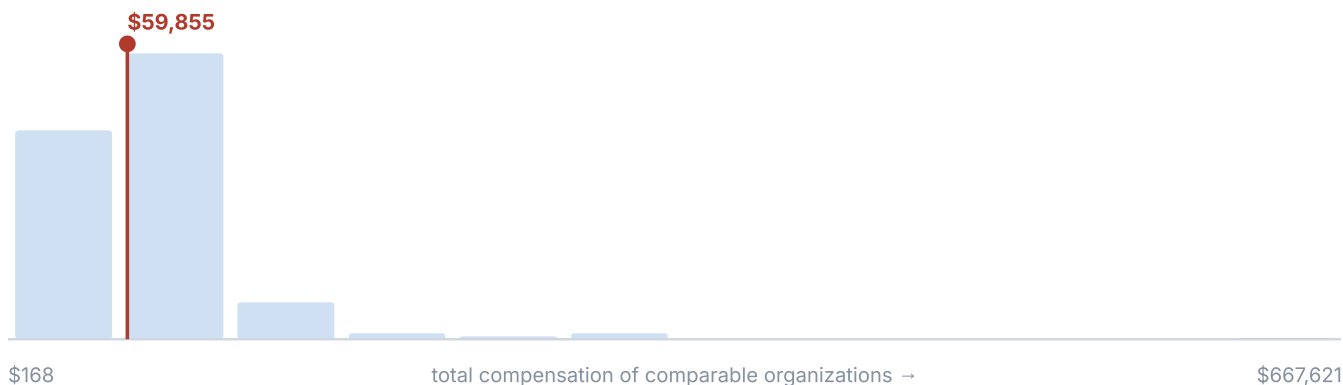 $59,855
$168 total compensation of comparable organizations → $667,621